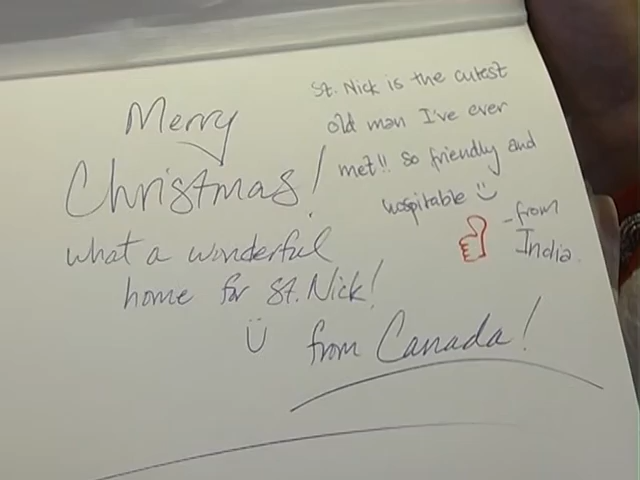 Merry
Christmas!
what a wonderful
home for St. Nick!
from Canada!
St. Nick is the cutest
old man I've ever
met!! so friendly and
hospitable
- from
India.